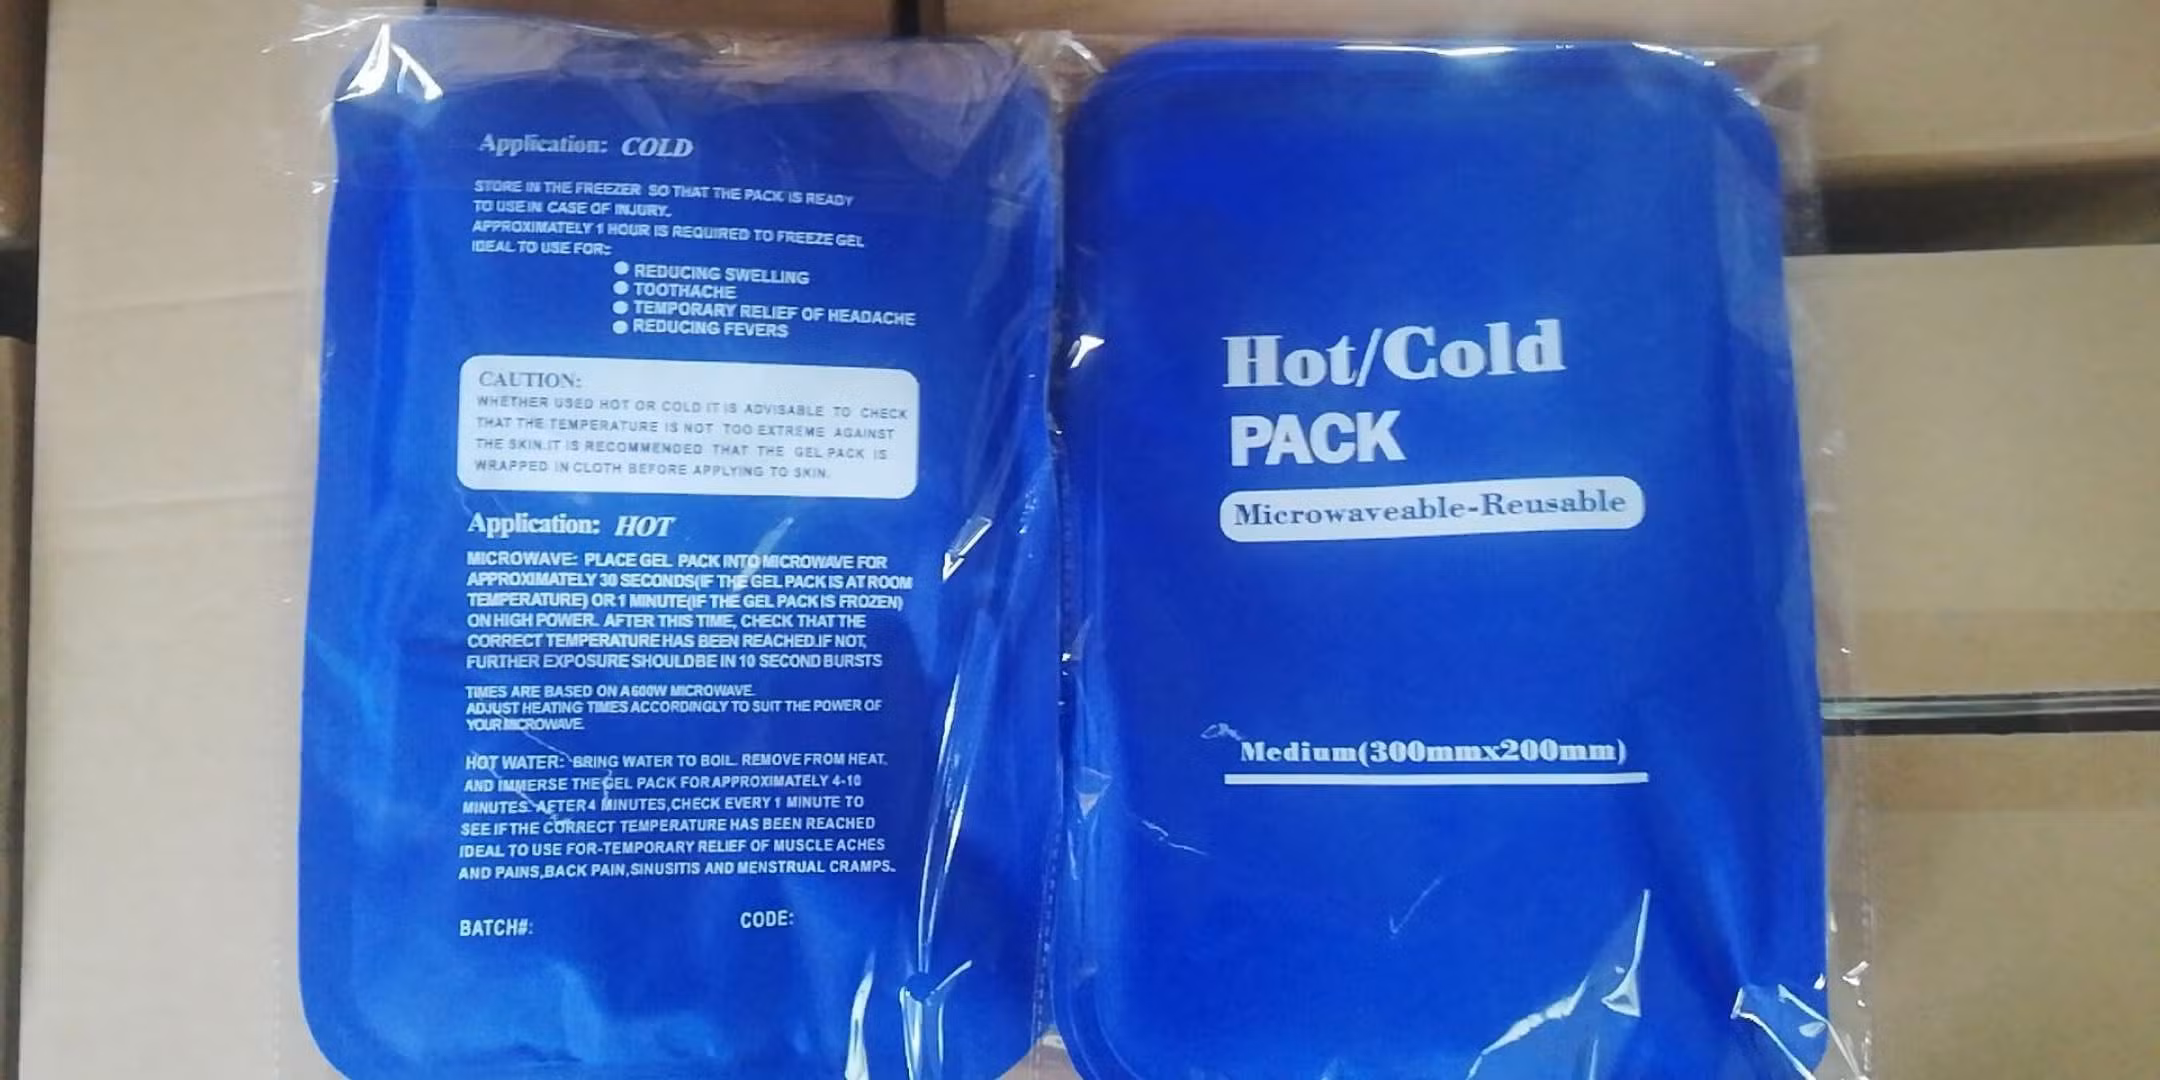 Application: COLD
STORE IN THE FREEZER SO THAT THE PACK IS READY
TO USE IN CASE OF INJURY.
APPROXIMATELY 1 HOUR IS REQUIRED TO FREEZE GEL
IDEAL TO USE FOR:
● REDUCING SWELLING
● TOOTHACHE
● TEMPORARY RELIEF OF HEADACHE
● REDUCING FEVERS
CAUTION:
WHETHER USED HOT OR COLD IT IS ADVISABLE TO CHECK
THAT THE TEMPERATURE IS NOT TOO EXTREME AGAINST
THE SKIN.IT IS RECOMMENDED THAT THE GEL PACK IS
WRAPPED IN CLOTH BEFORE APPLYING TO SKIN.
Application: HOT
MICROWAVE: PLACE GEL PACK INTO MICROWAVE FOR
APPROXIMATELY 30 SECONDS(IF THE GEL PACK IS AT ROOM
TEMPERATURE) OR 1 MINUTE(IF THE GEL PACK IS FROZEN)
ON HIGH POWER. AFTER THIS TIME, CHECK THAT THE
CORRECT TEMPERATURE HAS BEEN REACHED.IF NOT,
FURTHER EXPOSURE SHOULD BE IN 10 SECOND BURSTS
TIMES ARE BASED ON A 600W MICROWAVE.
ADJUST HEATING TIMES ACCORDINGLY TO SUIT THE POWER OF
YOUR MICROWAVE.
HOT WATER: BRING WATER TO BOIL. REMOVE FROM HEAT,
AND IMMERSE THE GEL PACK FOR APPROXIMATELY 4-10
MINUTES. AFTER 4 MINUTES,CHECK EVERY 1 MINUTE TO
SEE IF THE CORRECT TEMPERATURE HAS BEEN REACHED
IDEAL TO USE FOR-TEMPORARY RELIEF OF MUSCLE ACHES
AND PAINS,BACK PAIN,SINUSITIS AND MENSTRUAL CRAMPS.
BATCH#: CODE:
Hot/Cold
PACK
Microwaveable-Reusable
Medium(300mmx200mm)